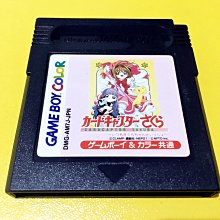 GAME BOY COLOR
DMG-AMTJ-JPN
カードキャプターさくら
CARDCAPTOR SAKURA
ゲームボーイ&カラー共通